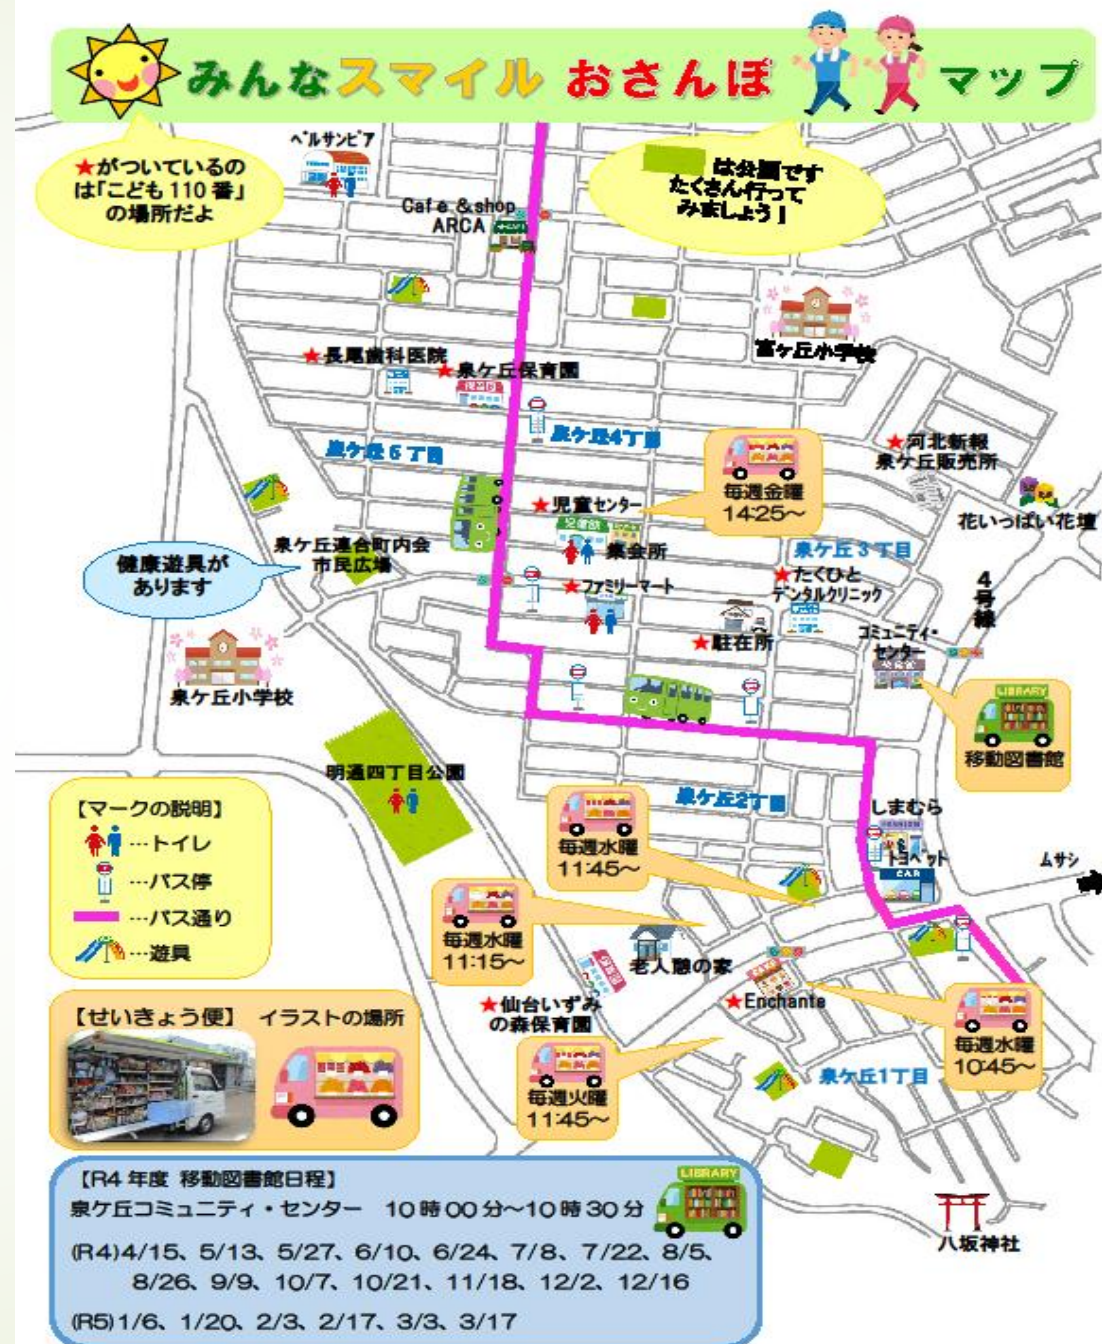 みんなスマイル おさんぽ マップ
★がついているの
は「こども110番」
の場所だよ
ベルサンピア
Cafe &shop
ARCA
は公園です
たくさん行って
みましょう！
富ヶ丘小学校
★長尾歯科医院
★泉ケ丘保育園
保育園
泉ケ丘5丁目
泉ケ丘4丁目
★河北新報
泉ケ丘販売所
毎週金曜
14:25～
★児童センター
児童館
集会所
花いっぱい花壇
泉ケ丘連合町内会
市民広場
健康遊具が
あります
泉ケ丘3丁目
★たくひと
デンタルクリニック
4号線
★ファミリーマート
★駐在所
コミュニティ・
センター
泉ケ丘小学校
LIBRARY
移動図書館
明通四丁目公園
泉ケ丘2丁目
しまむら
トヨペット
CAR
ムサシ
【マークの説明】
…トイレ
…バス停
…バス通り
…遊具
毎週水曜
11:45～
毎週水曜
11:15～
老人憩の家
保育園
★仙台いずみ
の森保育園
★Enchante
毎週水曜
10:45～
毎週火曜
11:45～
泉ケ丘1丁目
【せいきょう便】 イラストの場所
八坂神社
【R4年度 移動図書館日程】
LIBRARY
泉ケ丘コミュニティ・センター 10時00分～10時30分
(R4)4/15、5/13、5/27、6/10、6/24、7/8、7/22、8/5、
8/26、9/9、10/7、10/21、11/18、12/2、12/16
(R5)1/6、1/20、2/3、2/17、3/3、3/17